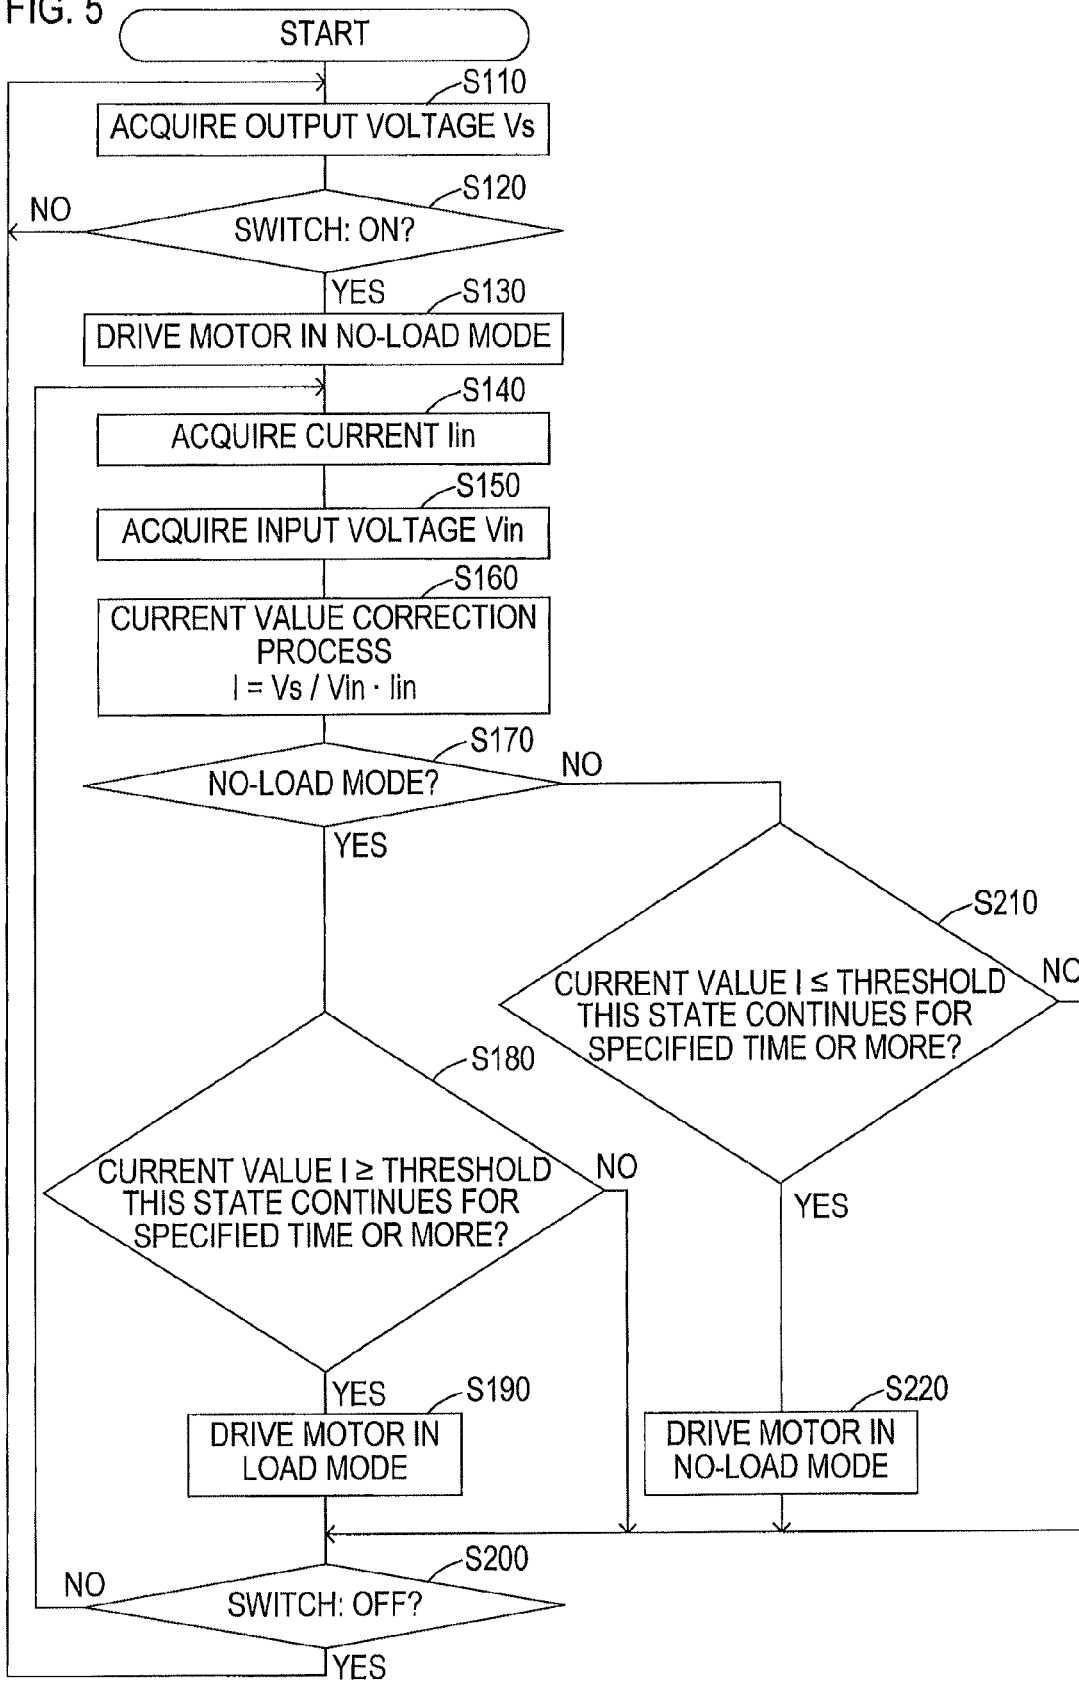 FIG. 5
START
S110
ACQUIRE OUTPUT VOLTAGE Vs
S120
NO
SWITCH: ON?
YES
S130
DRIVE MOTOR IN NO-LOAD MODE
S140
ACQUIRE CURRENT Iin
S150
ACQUIRE INPUT VOLTAGE Vin
S160
CURRENT VALUE CORRECTION
PROCESS
I = Vs / Vin · Iin
S170
NO-LOAD MODE?
NO
YES
S210
CURRENT VALUE I ≤ THRESHOLD
THIS STATE CONTINUES FOR
SPECIFIED TIME OR MORE?
NO
YES
S180
CURRENT VALUE I ≥ THRESHOLD
THIS STATE CONTINUES FOR
SPECIFIED TIME OR MORE?
NO
YES
S190
DRIVE MOTOR IN
LOAD MODE
S220
DRIVE MOTOR IN
NO-LOAD MODE
S200
NO
SWITCH: OFF?
YES